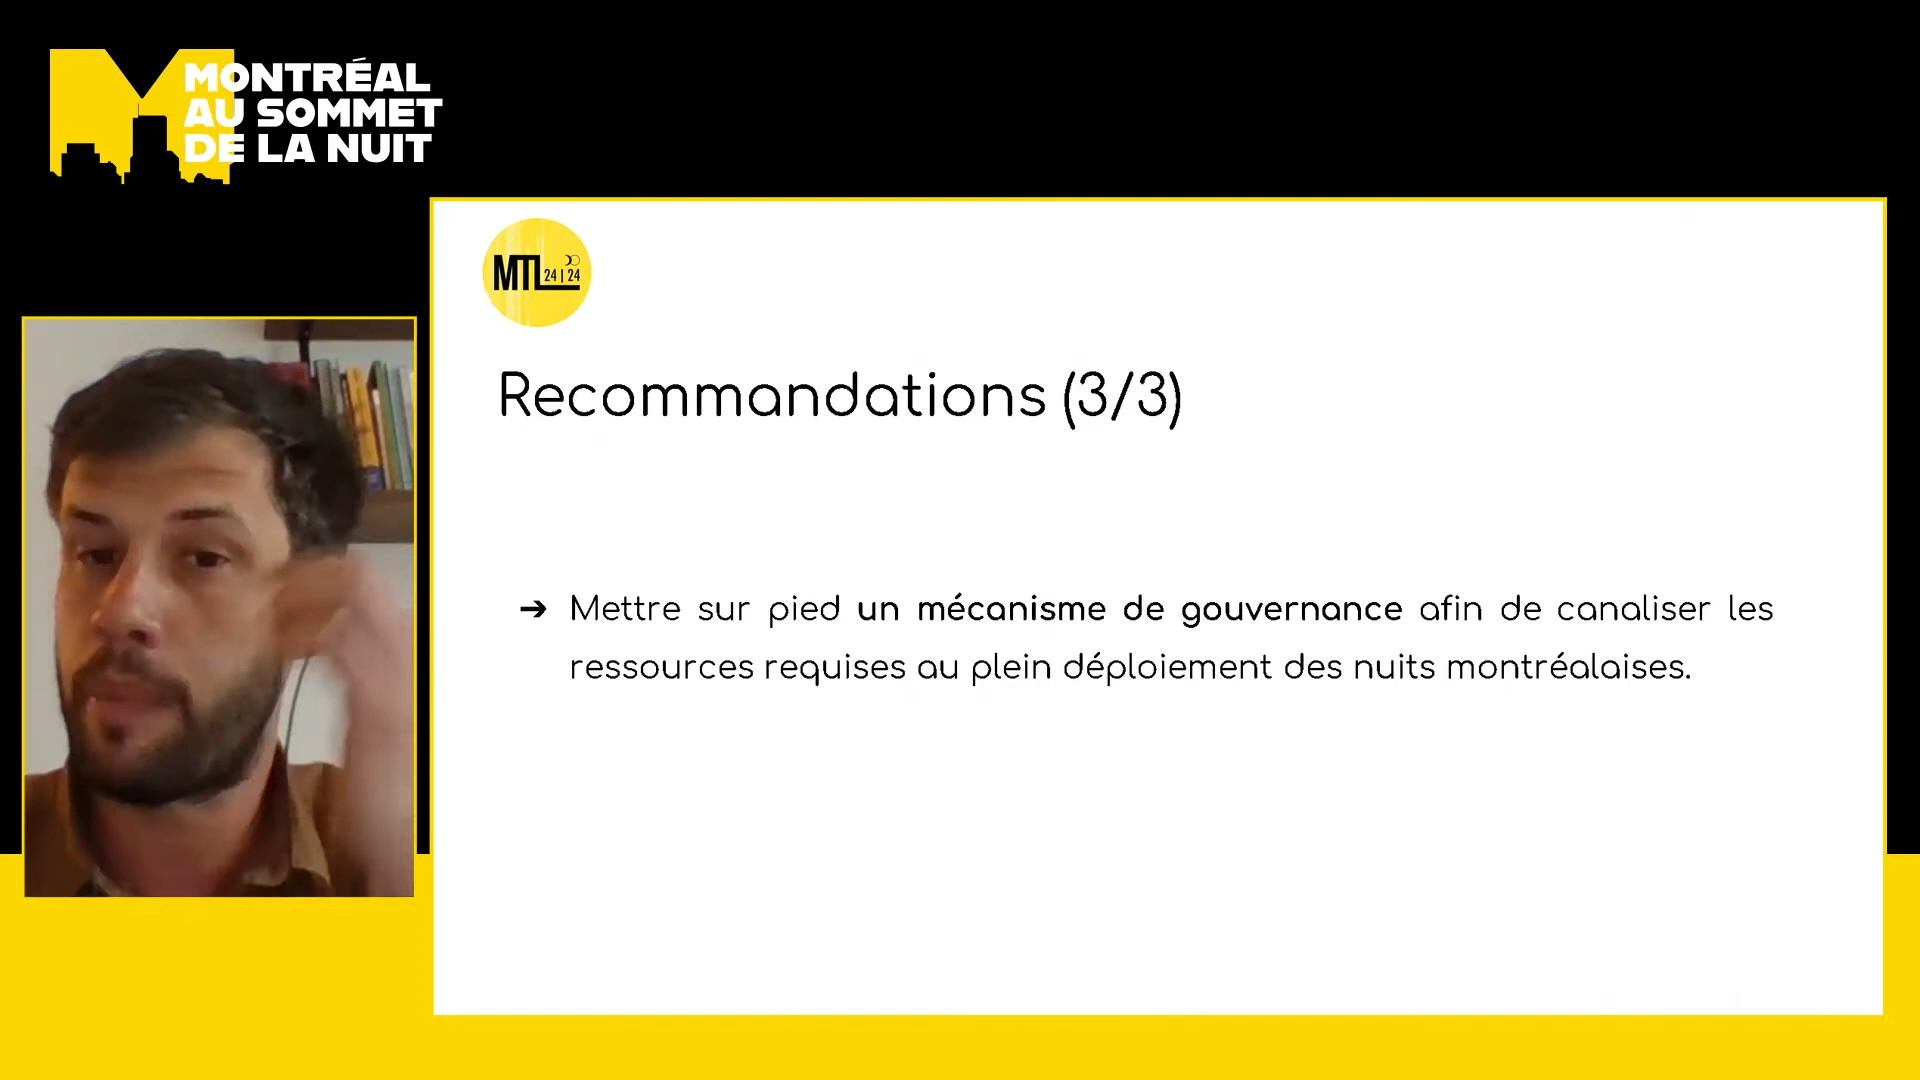 MONTRÉAL
AU SOMMET
DE LA NUIT
MTL 24|24
Recommandations (3/3)
➔ Mettre sur pied un mécanisme de gouvernance afin de canaliser les
ressources requises au plein déploiement des nuits montréalaises.